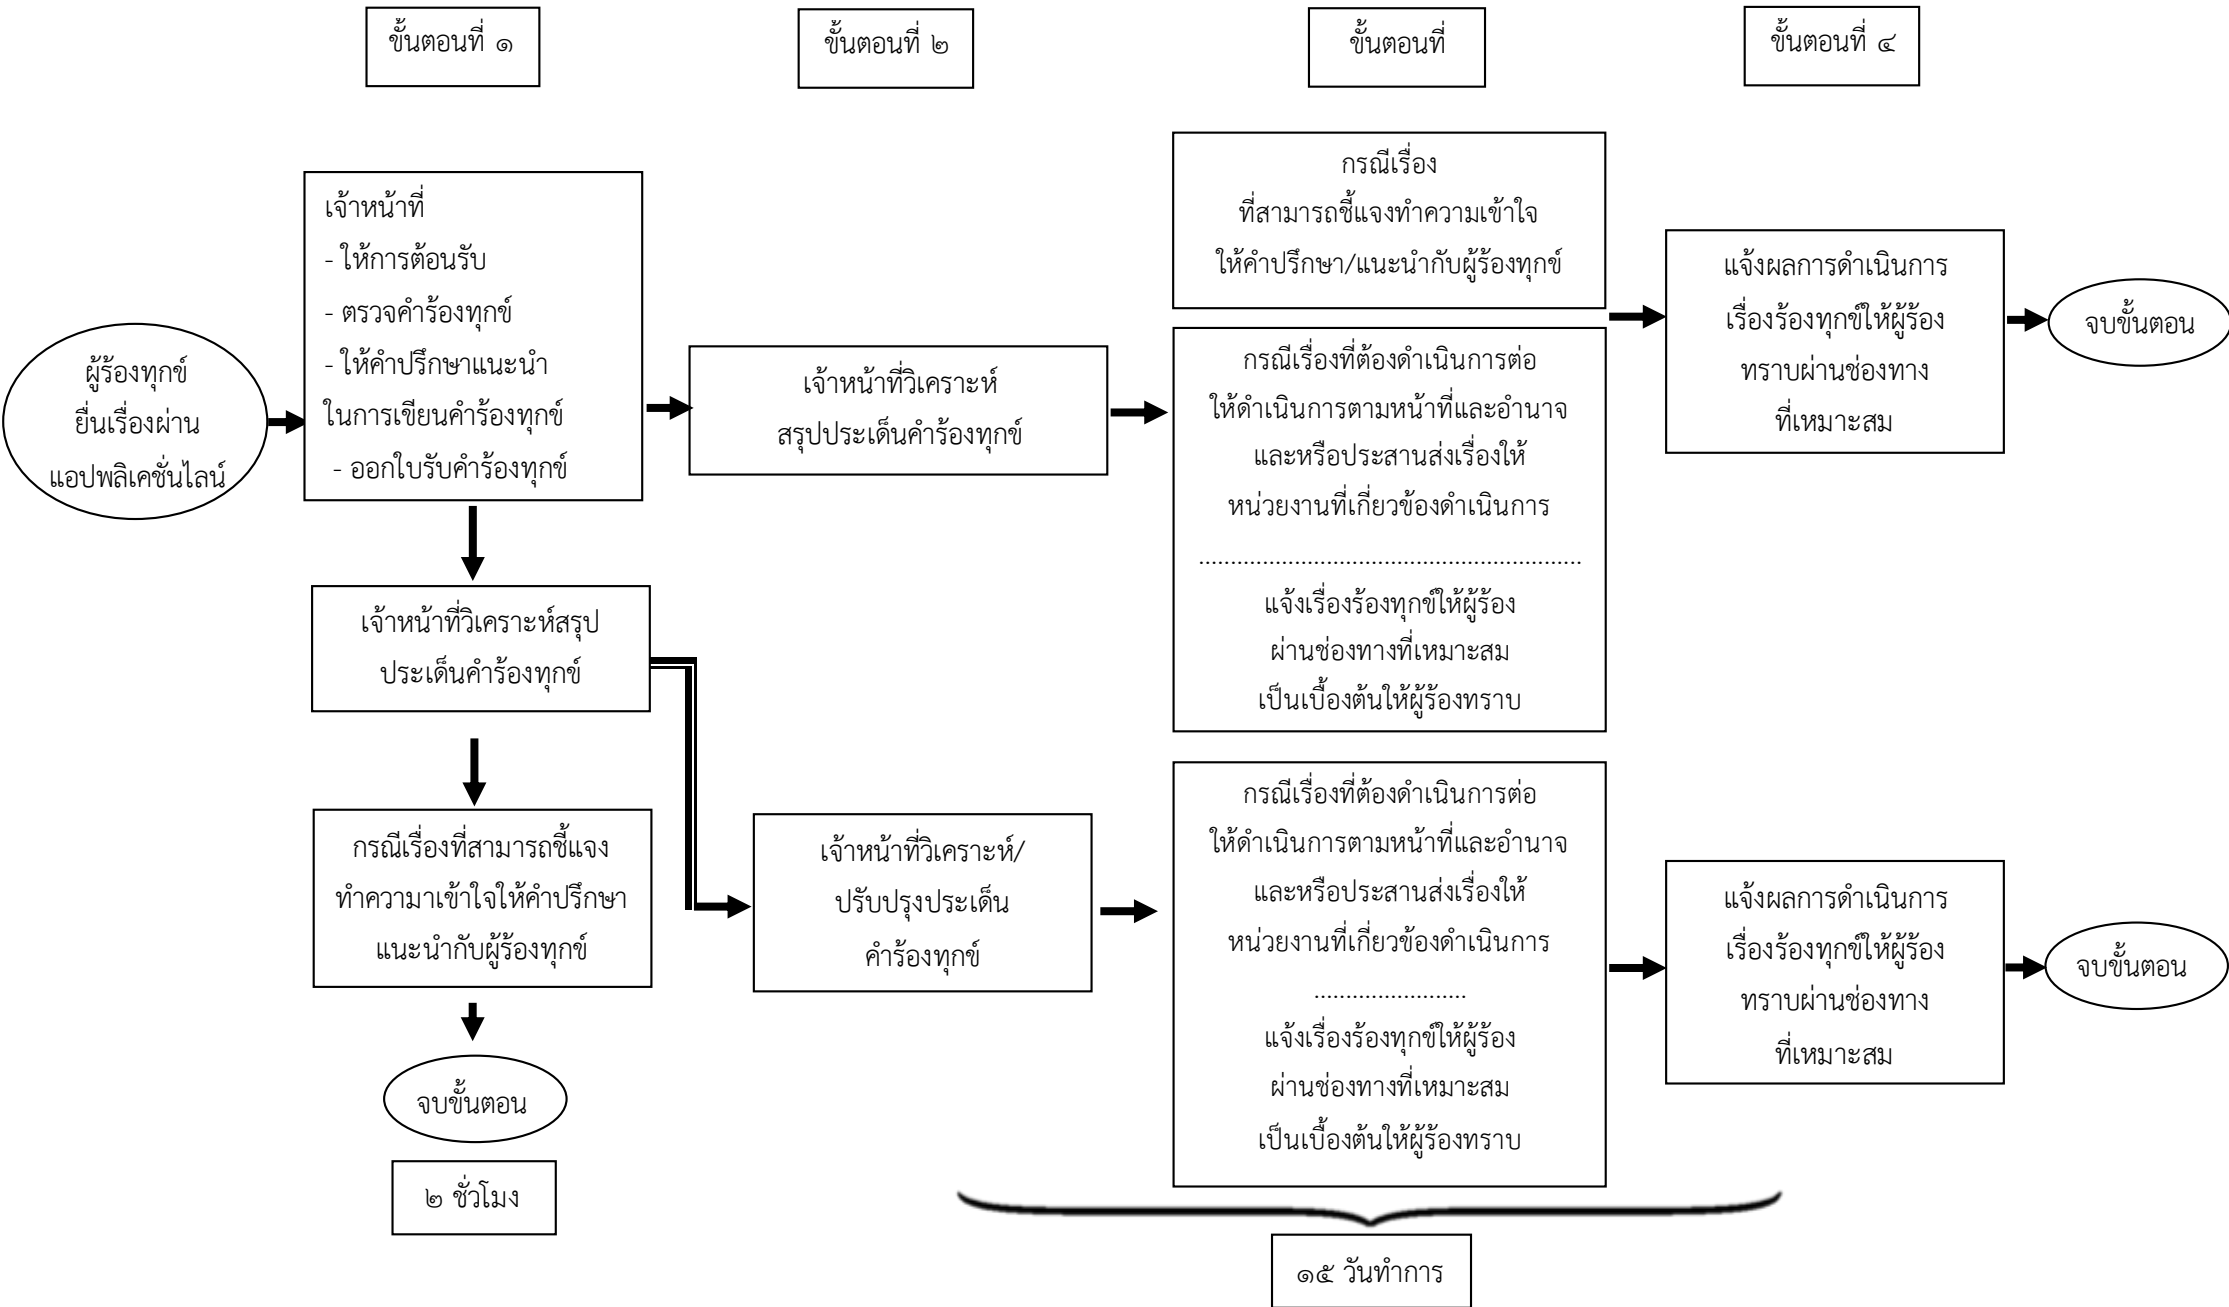 ขั้นตอนที่ ๑
ขั้นตอนที่ ๒
ขั้นตอนที่
ขั้นตอนที่ ๔
ผู้ร้องทุกข์
ยื่นเรื่องผ่าน
แอปพลิเคชั่นไลน์
เจ้าหน้าที่
- ให้การต้อนรับ
- ตรวจคำร้องทุกข์
- ให้คำปรึกษาแนะนำ
ในการเขียนคำร้องทุกข์
- ออกใบรับคำร้องทุกข์
เจ้าหน้าที่วิเคราะห์
สรุปประเด็นคำร้องทุกข์
กรณีเรื่อง
ที่สามารถชี้แจงทำความเข้าใจ
ให้คำปรึกษา/แนะนำกับผู้ร้องทุกข์
กรณีเรื่องที่ต้องดำเนินการต่อ
ให้ดำเนินการตามหน้าที่และอำนาจ
และหรือประสานส่งเรื่องให้
หน่วยงานที่เกี่ยวข้องดำเนินการ
.............................................................
แจ้งเรื่องร้องทุกข์ให้ผู้ร้อง
ผ่านช่องทางที่เหมาะสม
เป็นเบื้องต้นให้ผู้ร้องทราบ
แจ้งผลการดำเนินการ
เรื่องร้องทุกข์ให้ผู้ร้อง
ทราบผ่านช่องทาง
ที่เหมาะสม
จบขั้นตอน
เจ้าหน้าที่วิเคราะห์สรุป
ประเด็นคำร้องทุกข์
กรณีเรื่องที่สามารถชี้แจง
ทำความาเข้าใจให้คำปรึกษา
แนะนำกับผู้ร้องทุกข์
จบขั้นตอน
๒ ชั่วโมง
เจ้าหน้าที่วิเคราะห์/
ปรับปรุงประเด็น
คำร้องทุกข์
กรณีเรื่องที่ต้องดำเนินการต่อ
ให้ดำเนินการตามหน้าที่และอำนาจ
และหรือประสานส่งเรื่องให้
หน่วยงานที่เกี่ยวข้องดำเนินการ
........................
แจ้งเรื่องร้องทุกข์ให้ผู้ร้อง
ผ่านช่องทางที่เหมาะสม
เป็นเบื้องต้นให้ผู้ร้องทราบ
แจ้งผลการดำเนินการ
เรื่องร้องทุกข์ให้ผู้ร้อง
ทราบผ่านช่องทาง
ที่เหมาะสม
จบขั้นตอน
๑๕ วันทำการ